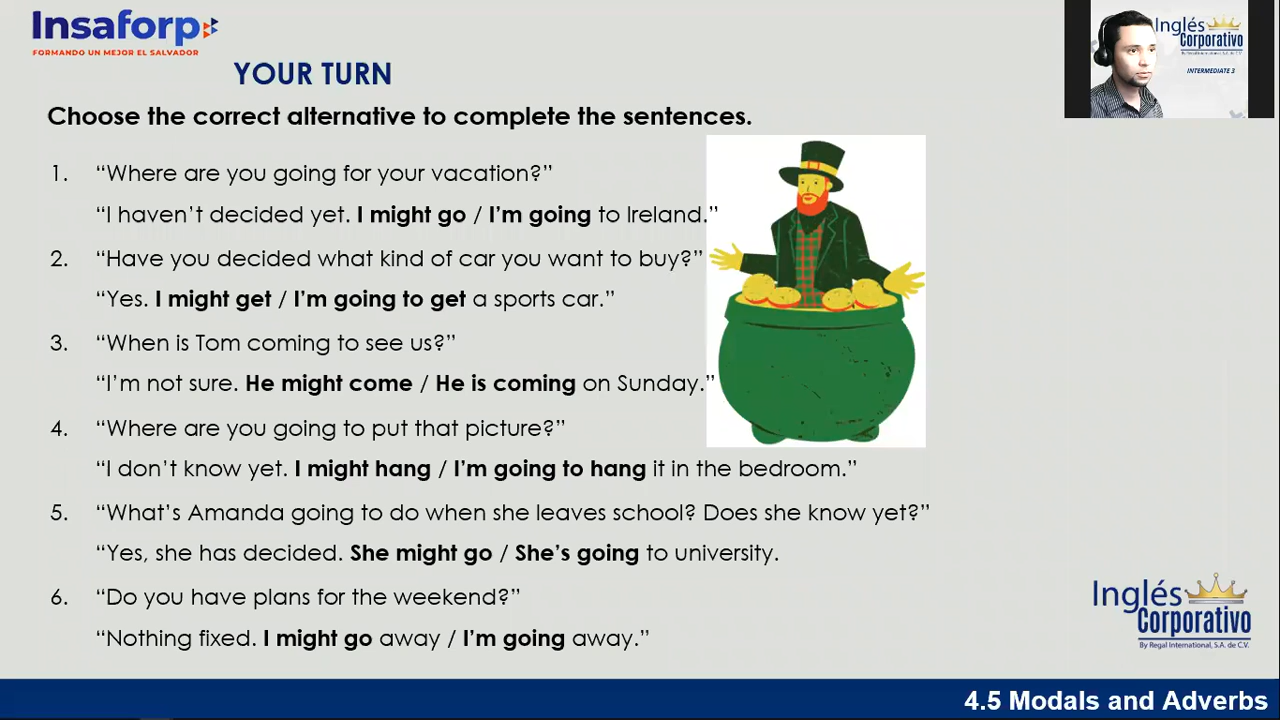 Insaforp
FORMANDO UN MEJOR EL SALVADOR
YOUR TURN
Choose the correct alternative to complete the sentences.
1. “Where are you going for your vacation?”
“I haven’t decided yet. I might go / I’m going to Ireland.”
2. “Have you decided what kind of car you want to buy?”
“Yes. I might get / I’m going to get a sports car.”
3. “When is Tom coming to see us?”
“I’m not sure. He might come / He is coming on Sunday.”
4. “Where are you going to put that picture?”
“I don’t know yet. I might hang / I’m going to hang it in the bedroom.”
5. “What’s Amanda going to do when she leaves school? Does she know yet?”
“Yes, she has decided. She might go / She’s going to university.
6. “Do you have plans for the weekend?”
“Nothing fixed. I might go away / I’m going away.”
Inglés
Corporativo
By Regal International, S.A. de C.V.
INTERMEDIATE 3
Inglés
Corporativo
By Regal International, S.A. de C.V.
4.5 Modals and Adverbs